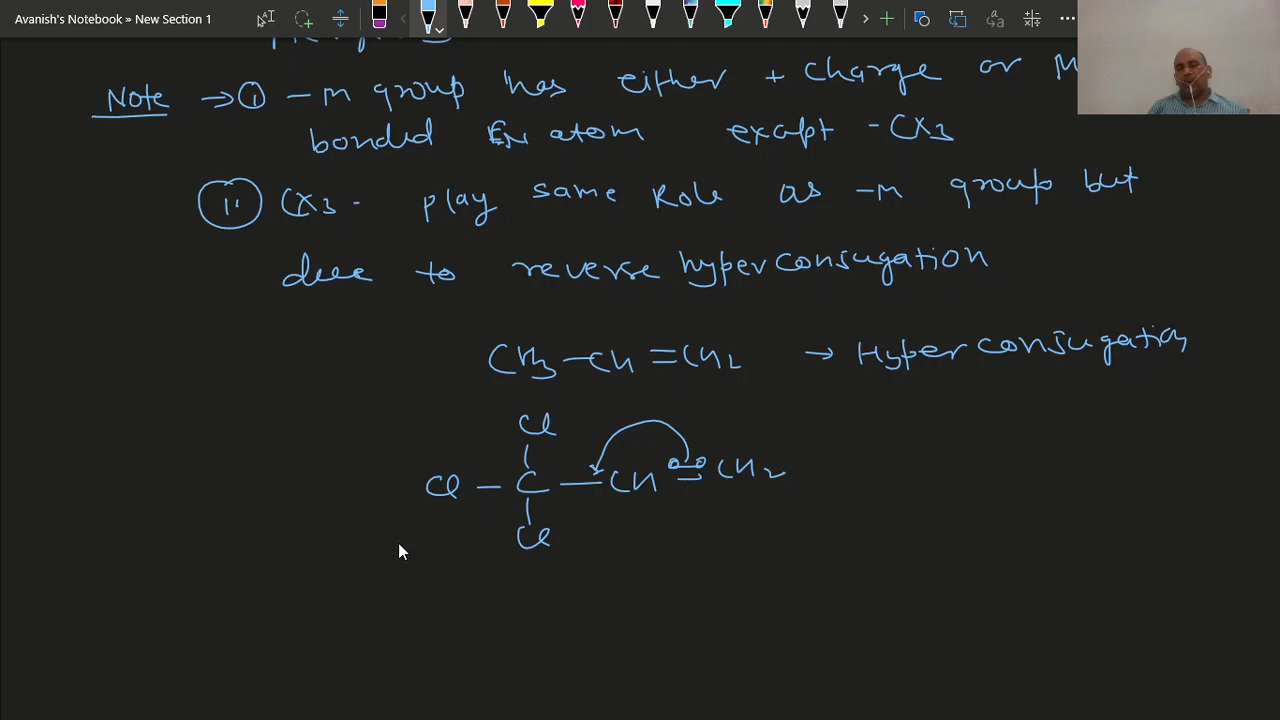 Avanish's Notebook » New Section 1
Note → ① - m group has either + charge or M
bonded EN atom except - CX3
ii CX3 - play same Role as -m group but
due to reverse hyperconjugation
CH3 - CH = CH2 → Hyperconjugation
Cl
Cl - C - CH = CH2
Cl